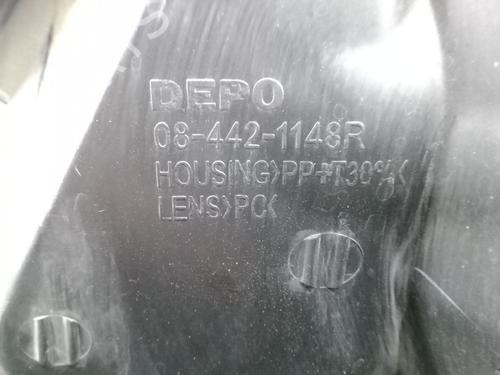 DEPO
08-442-1148R
HOUSING>PP+T30%<
LENS>PC<